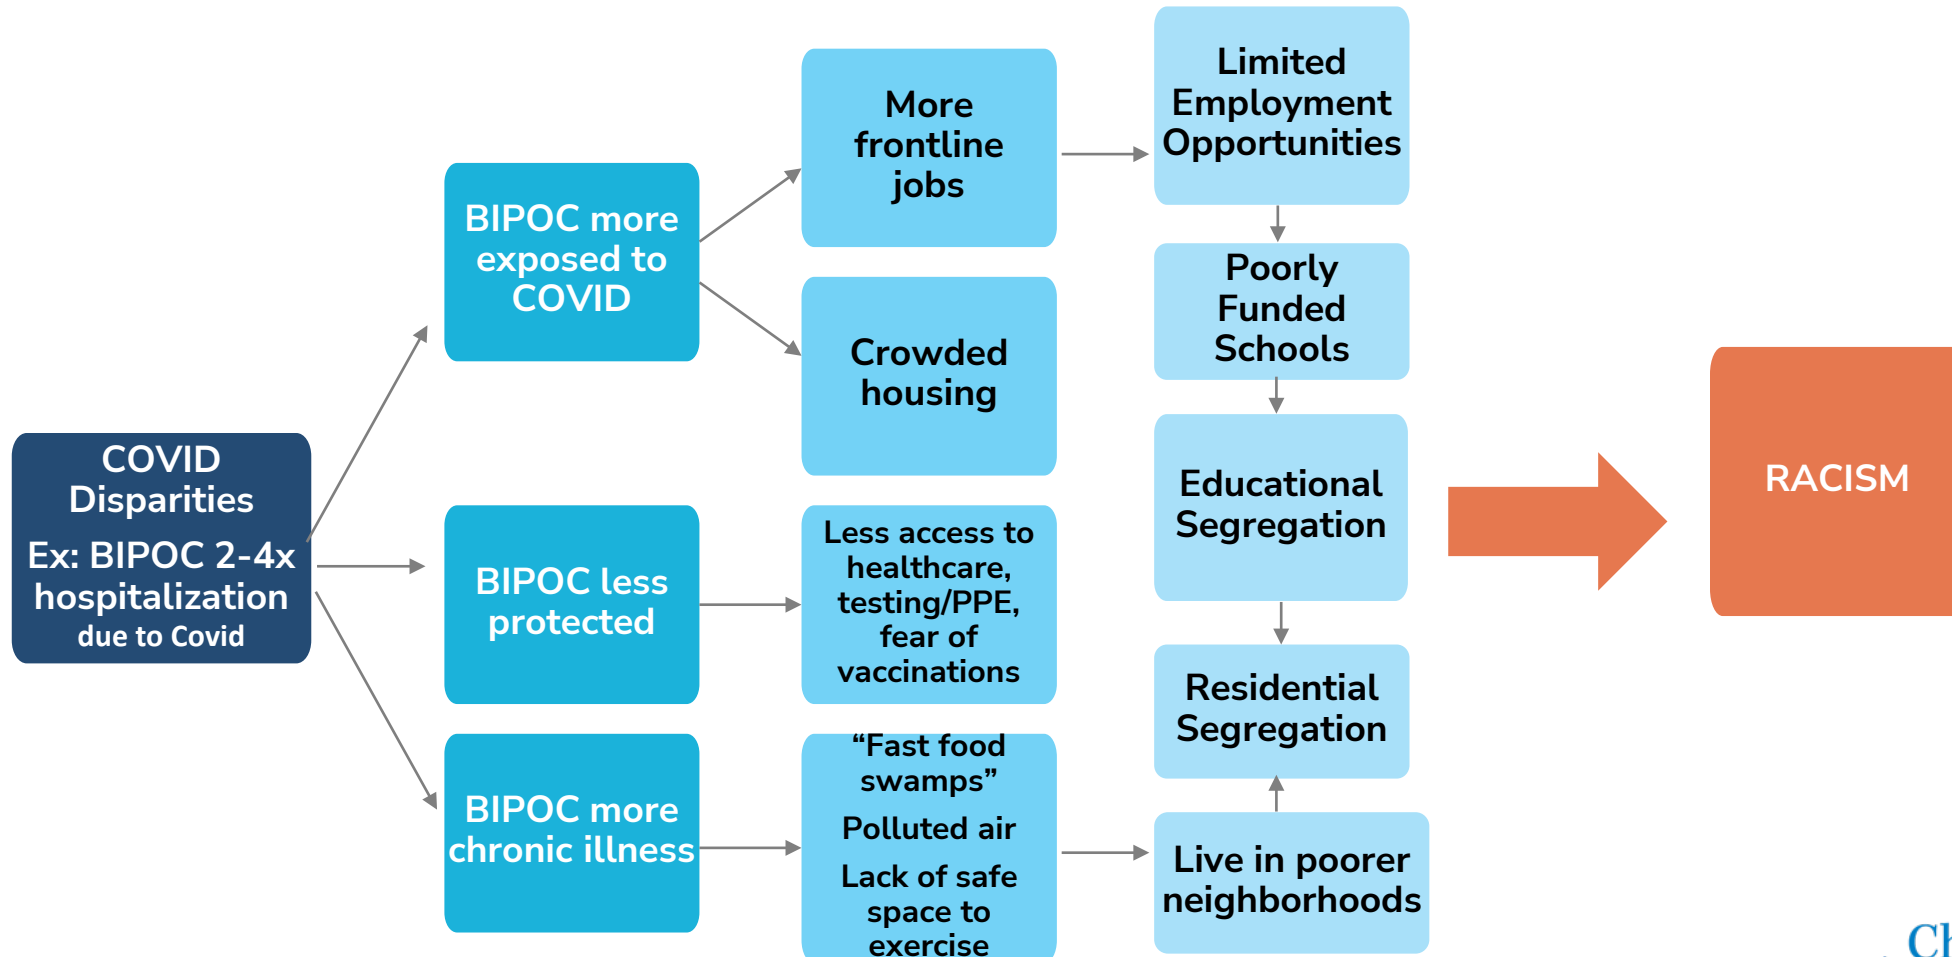 COVID
Disparities
Ex: BIPOC 2-4x
hospitalization
due to Covid
BIPOC more
exposed to
COVID
BIPOC less
protected
BIPOC more
chronic illness
More
frontline
jobs
Crowded
housing
Less access to
healthcare,
testing/PPE,
fear of
vaccinations
“Fast food
swamps”
Polluted air
Lack of safe
space to
exercise
Limited
Employment
Opportunities
Poorly
Funded
Schools
Educational
Segregation
Residential
Segregation
Live in poorer
neighborhoods
RACISM